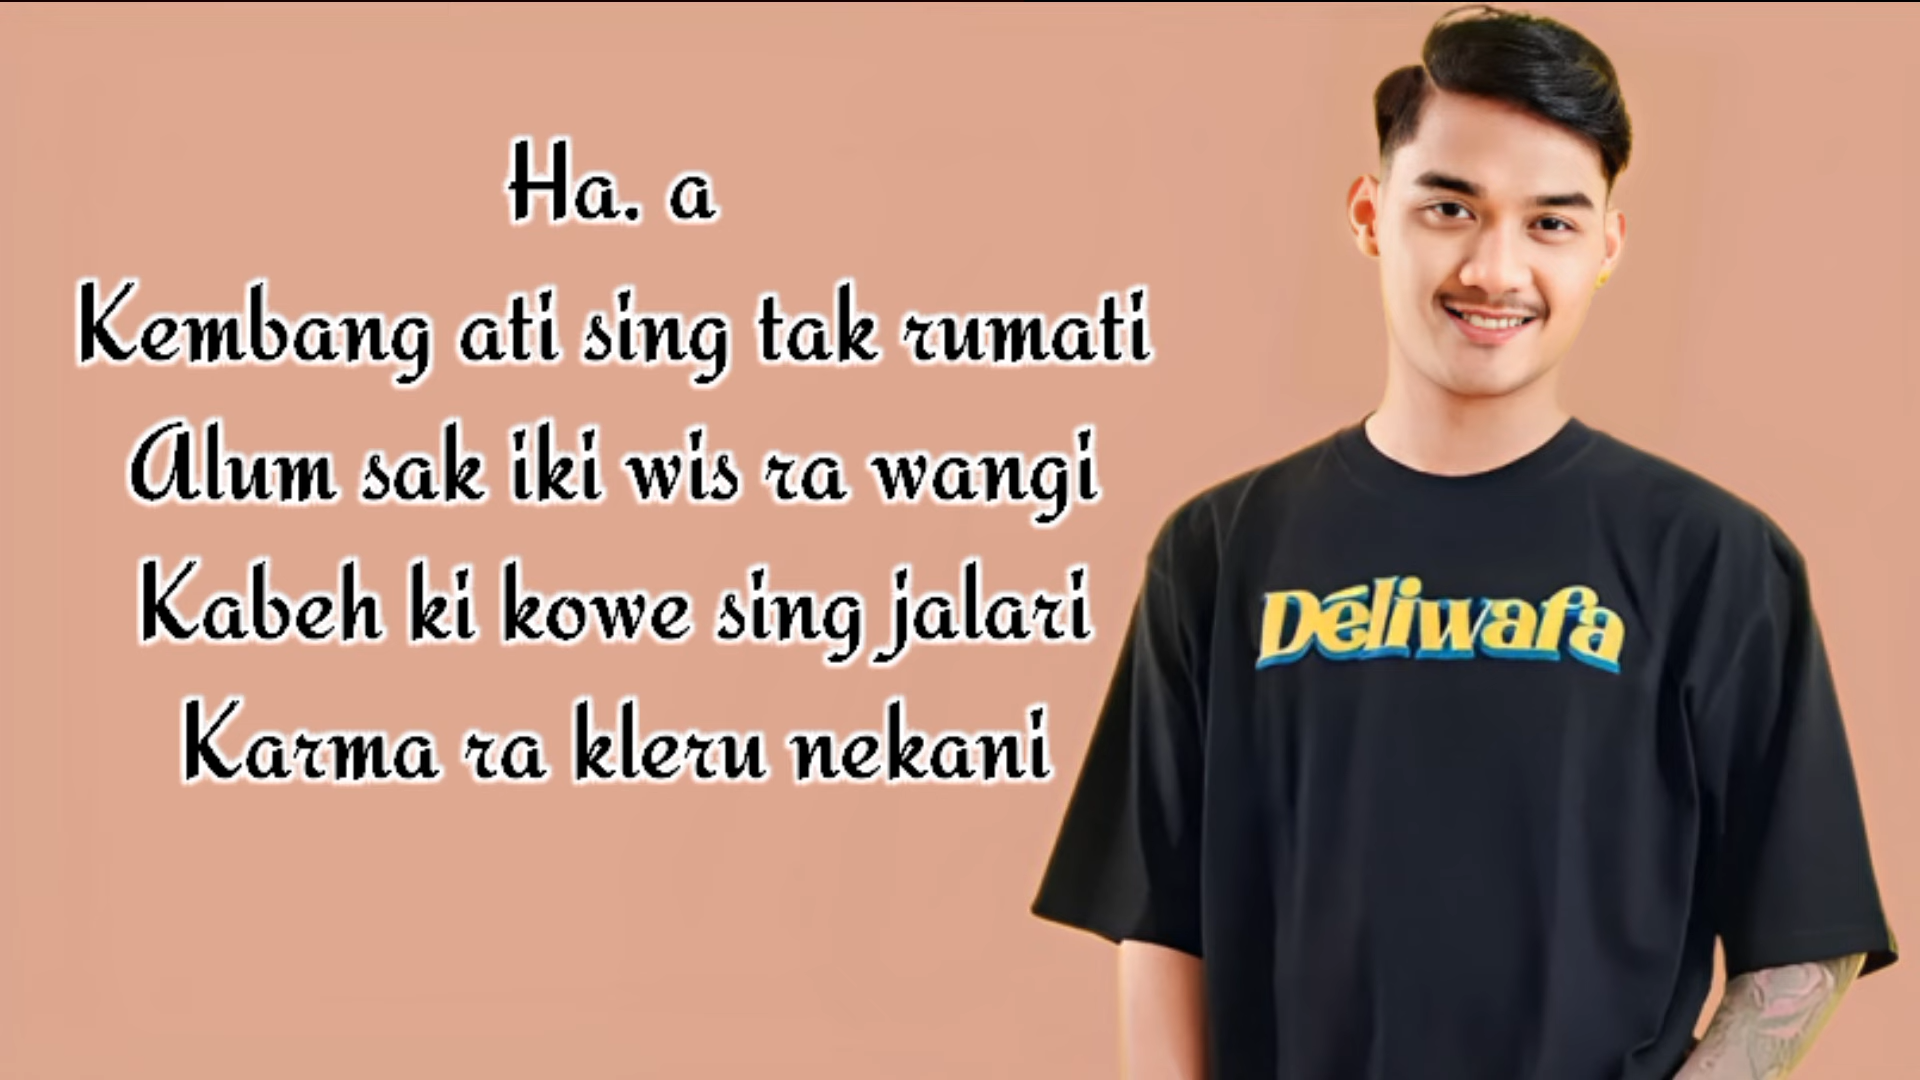 Ha. a
Kembang ati sing tak rumati
Alum sak iki wis ra wangi
Kabeh ki kowe sing jalari
Karma ra kleru nekani
Déliwafa